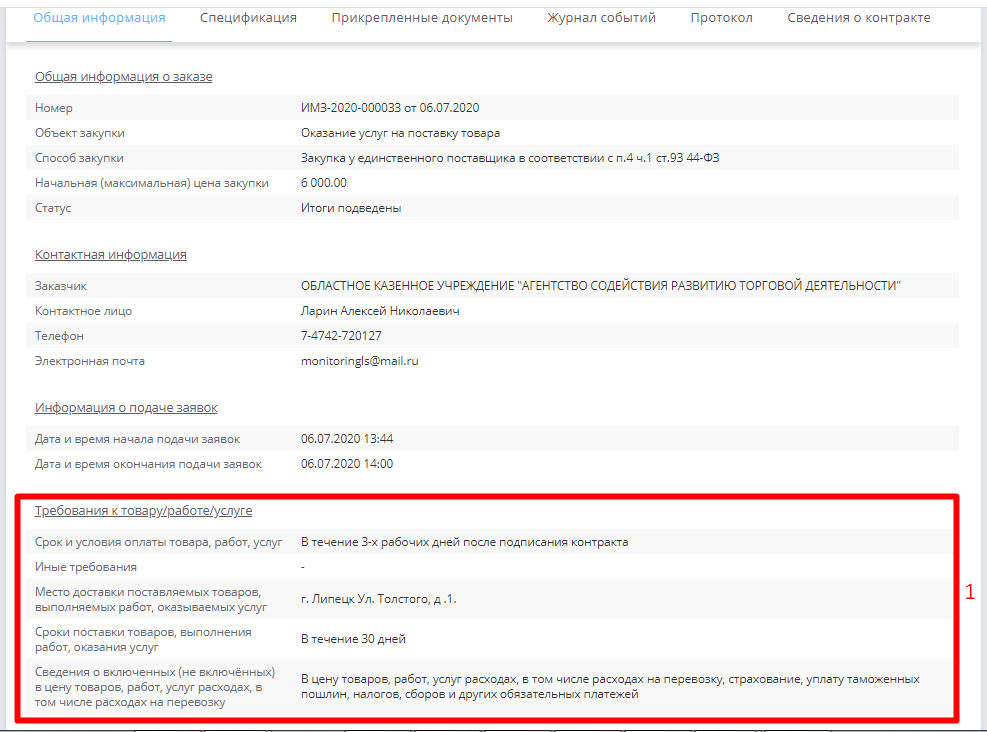 Общая информация Спецификация Прикрепленные документы Журнал событий Протокол Сведения о контракте
Общая информация о заказе
Номер ИМЗ-2020-000033 от 06.07.2020
Объект закупки Оказание услуг на поставку товара
Способ закупки Закупка у единственного поставщика в соответствии с п.4 ч.1 ст.93 44-ФЗ
Начальная (максимальная) цена закупки 6 000.00
Статус Итоги подведены
Контактная информация
Заказчик ОБЛАСТНОЕ КАЗЕННОЕ УЧРЕЖДЕНИЕ "АГЕНТСТВО СОДЕЙСТВИЯ РАЗВИТИЮ ТОРГОВОЙ ДЕЯТЕЛЬНОСТИ"
Контактное лицо Ларин Алексей Николаевич
Телефон 7-4742-720127
Электронная почта monitoringls@mail.ru
Информация о подаче заявок
Дата и время начала подачи заявок 06.07.2020 13:44
Дата и время окончания подачи заявок 06.07.2020 14:00
Требования к товару/работе/услуге
Срок и условия оплаты товара, работ, услуг В течение 3-х рабочих дней после подписания контракта
Иные требования -
Место доставки поставляемых товаров,
выполняемых работ, оказываемых услуг
г. Липецк Ул. Толстого, д .1.
1
Сроки поставки товаров, выполнения
работ, оказания услуг
В течение 30 дней
Сведения о включенных (не включённых)
в цену товаров, работ, услуг расходах, в
том числе расходах на перевозку
В цену товаров, работ, услуг расходах, в том числе расходах на перевозку, страхование, уплату таможенных
пошлин, налогов, сборов и других обязательных платежей